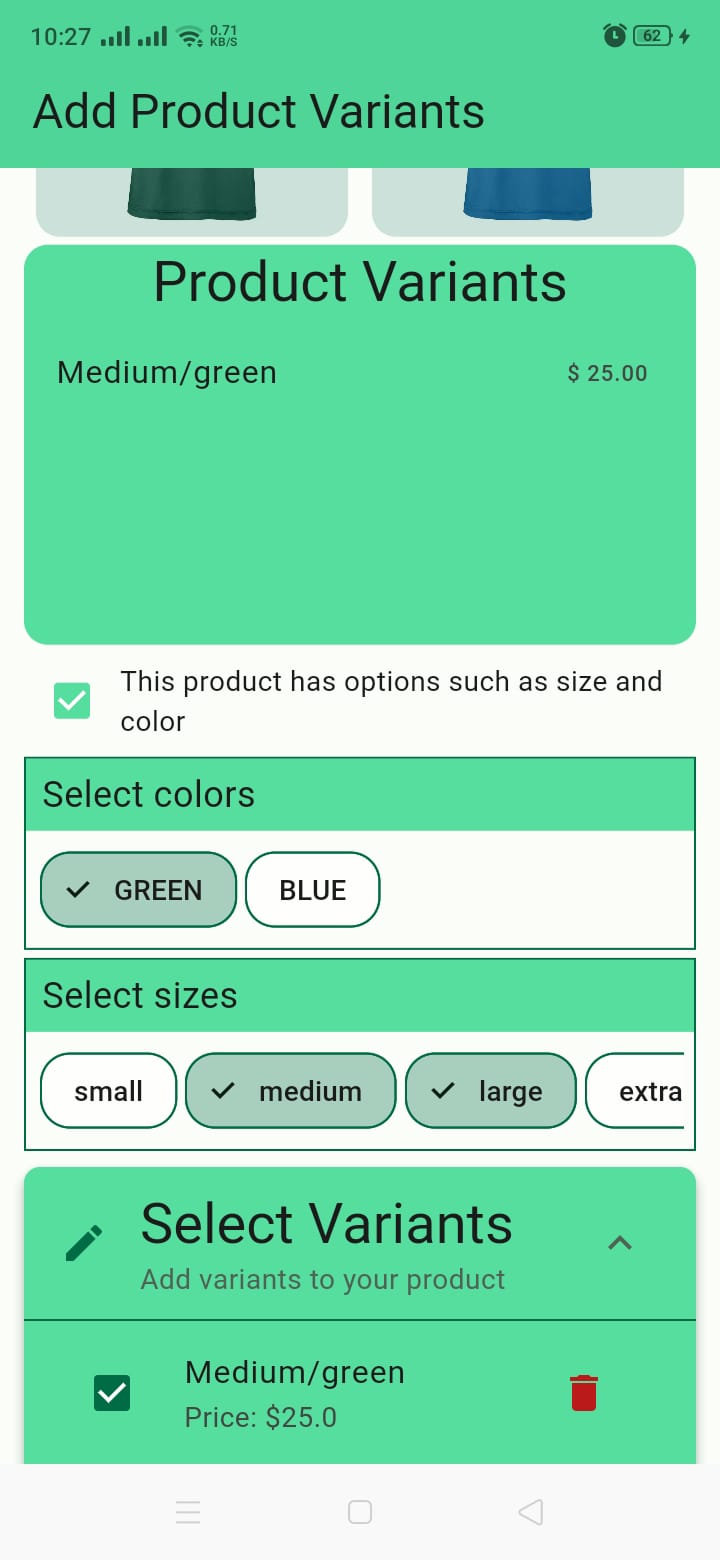 10:27 0.71 KB/S 62
Add Product Variants
Product Variants
Medium/green $ 25.00
This product has options such as size and
color
Select colors
GREEN BLUE
Select sizes
small medium large extra
Select Variants
Add variants to your product
Medium/green
Price: $25.0